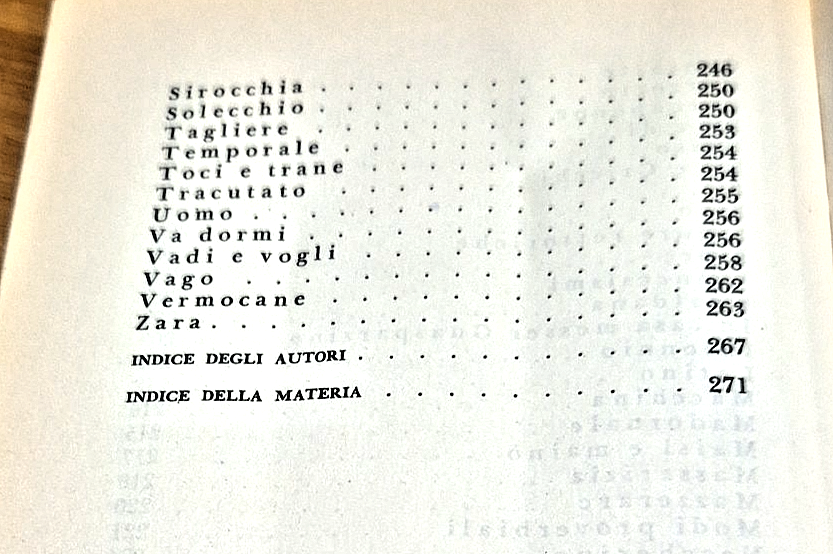 Sirocchia . . . . . . . . . . . . . 246
Solecchio . . . . . . . . . . . . . 250
Tagliere . . . . . . . . . . . . . 250
Temporale . . . . . . . . . . . . 253
Toci e trane . . . . . . . . . . . 254
Tracutato . . . . . . . . . . . . 254
Uomo . . . . . . . . . . . . . . . 255
Va dormi . . . . . . . . . . . . . 256
Vadi e vogli . . . . . . . . . . . 256
Vago . . . . . . . . . . . . . . . 258
Vermocane . . . . . . . . . . . . 262
Zara . . . . . . . . . . . . . . . . 263
INDICE DEGLI AUTORI . . . . . . . . . . . 267
INDICE DELLA MATERIA . . . . . . . . . . 271